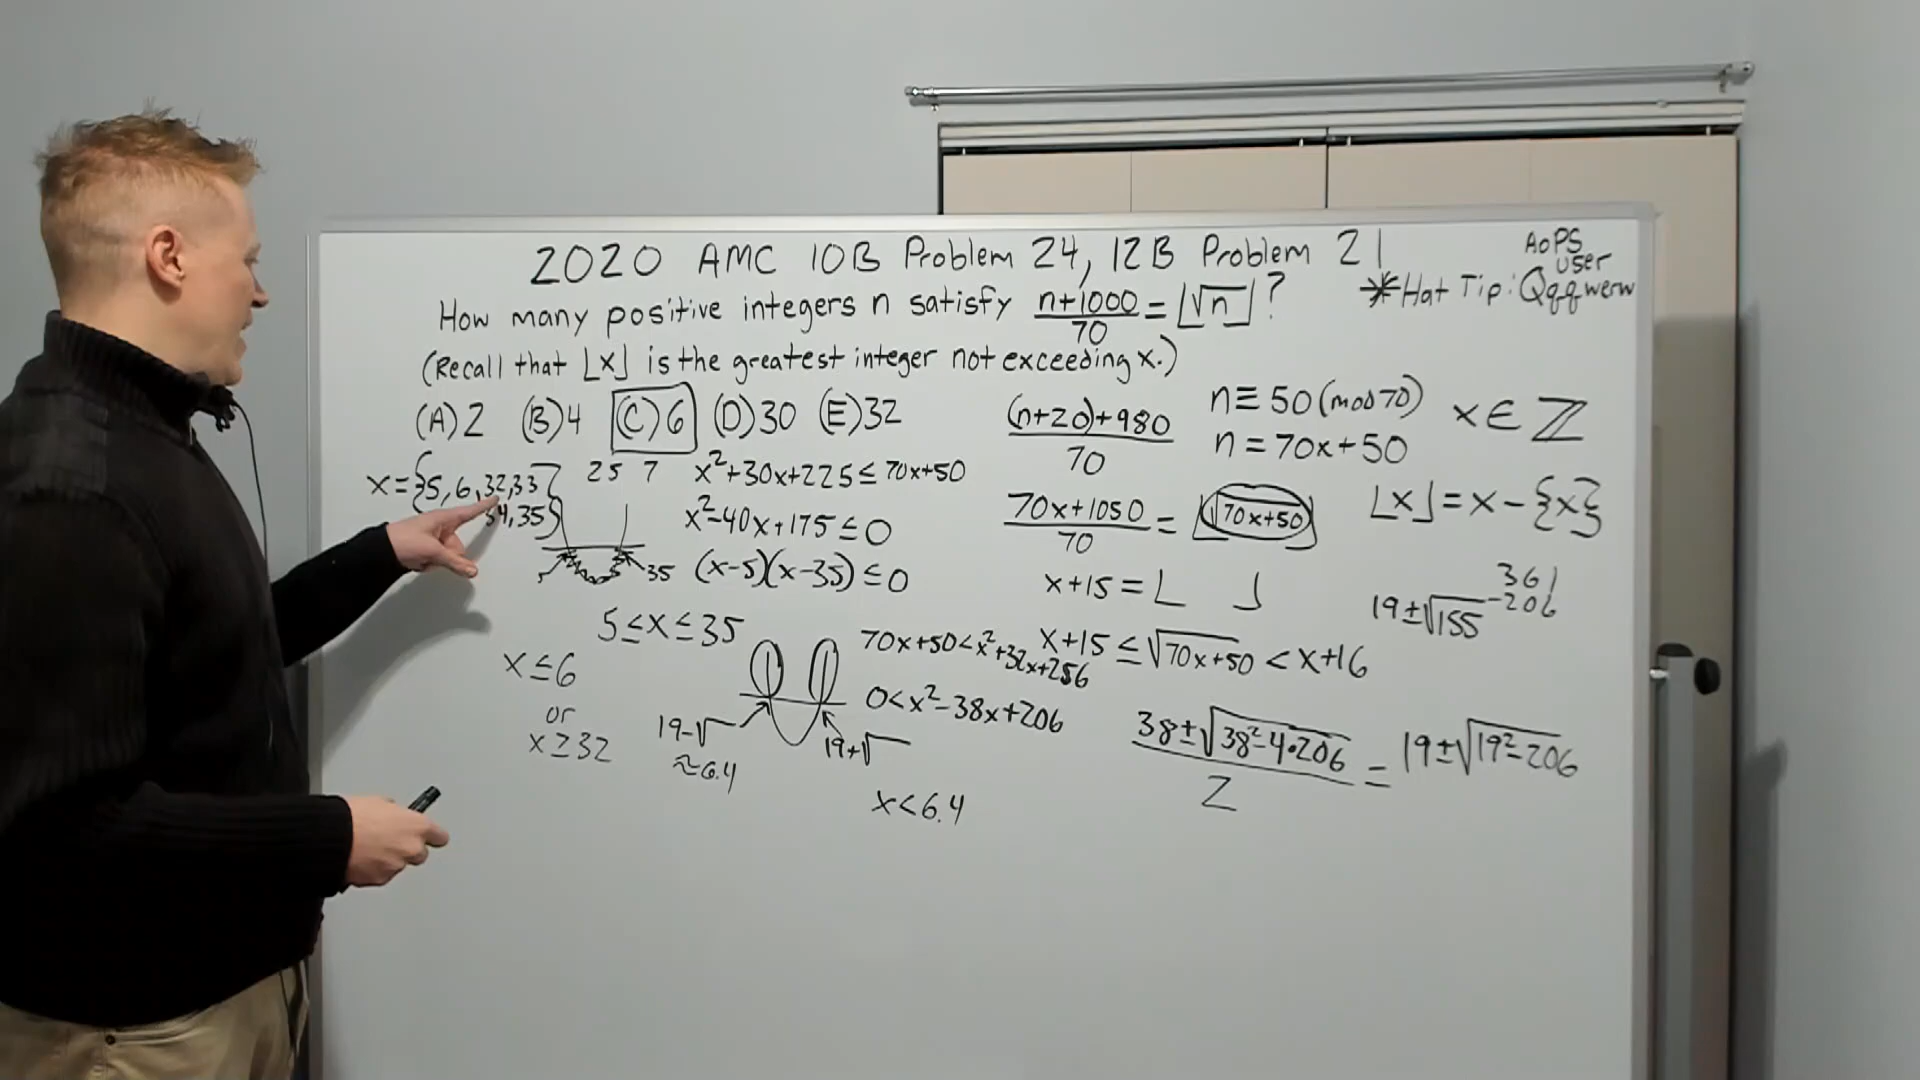 2020 AMC 10B Problem 24, 12B Problem 21
AoPS
user
*Hat Tip: Qqqwerw
How many positive integers n satisfy (n+1000)/70 = ⌊√n⌋?
(Recall that ⌊x⌋ is the greatest integer not exceeding x.)
(A) 2 (B) 4 (C) 6 (D) 30 (E) 32
x={5,6,32,33
34,35}
25 7
x²+30x+225≤70x+50
x²-40x+175≤0
35 (x-5)(x-35)≤0
5≤x≤35
x≤6
or
x≥32
19-√
≈6.4
19+√
70x+50<x²+32x+256
0<x²-38x+206
x<6.4
((n+20)+980)/70
(70x+1050)/70 = ⌊√(70x+50)⌋
x+15=⌊ ⌋
x+15≤√(70x+50)<x+16
(38±√(38²-4•206))/2 = 19±√(19²-206)
n≡50(mod70)
n=70x+50
x∈ℤ
⌊x⌋=x-{x}
361
-206
19±√155